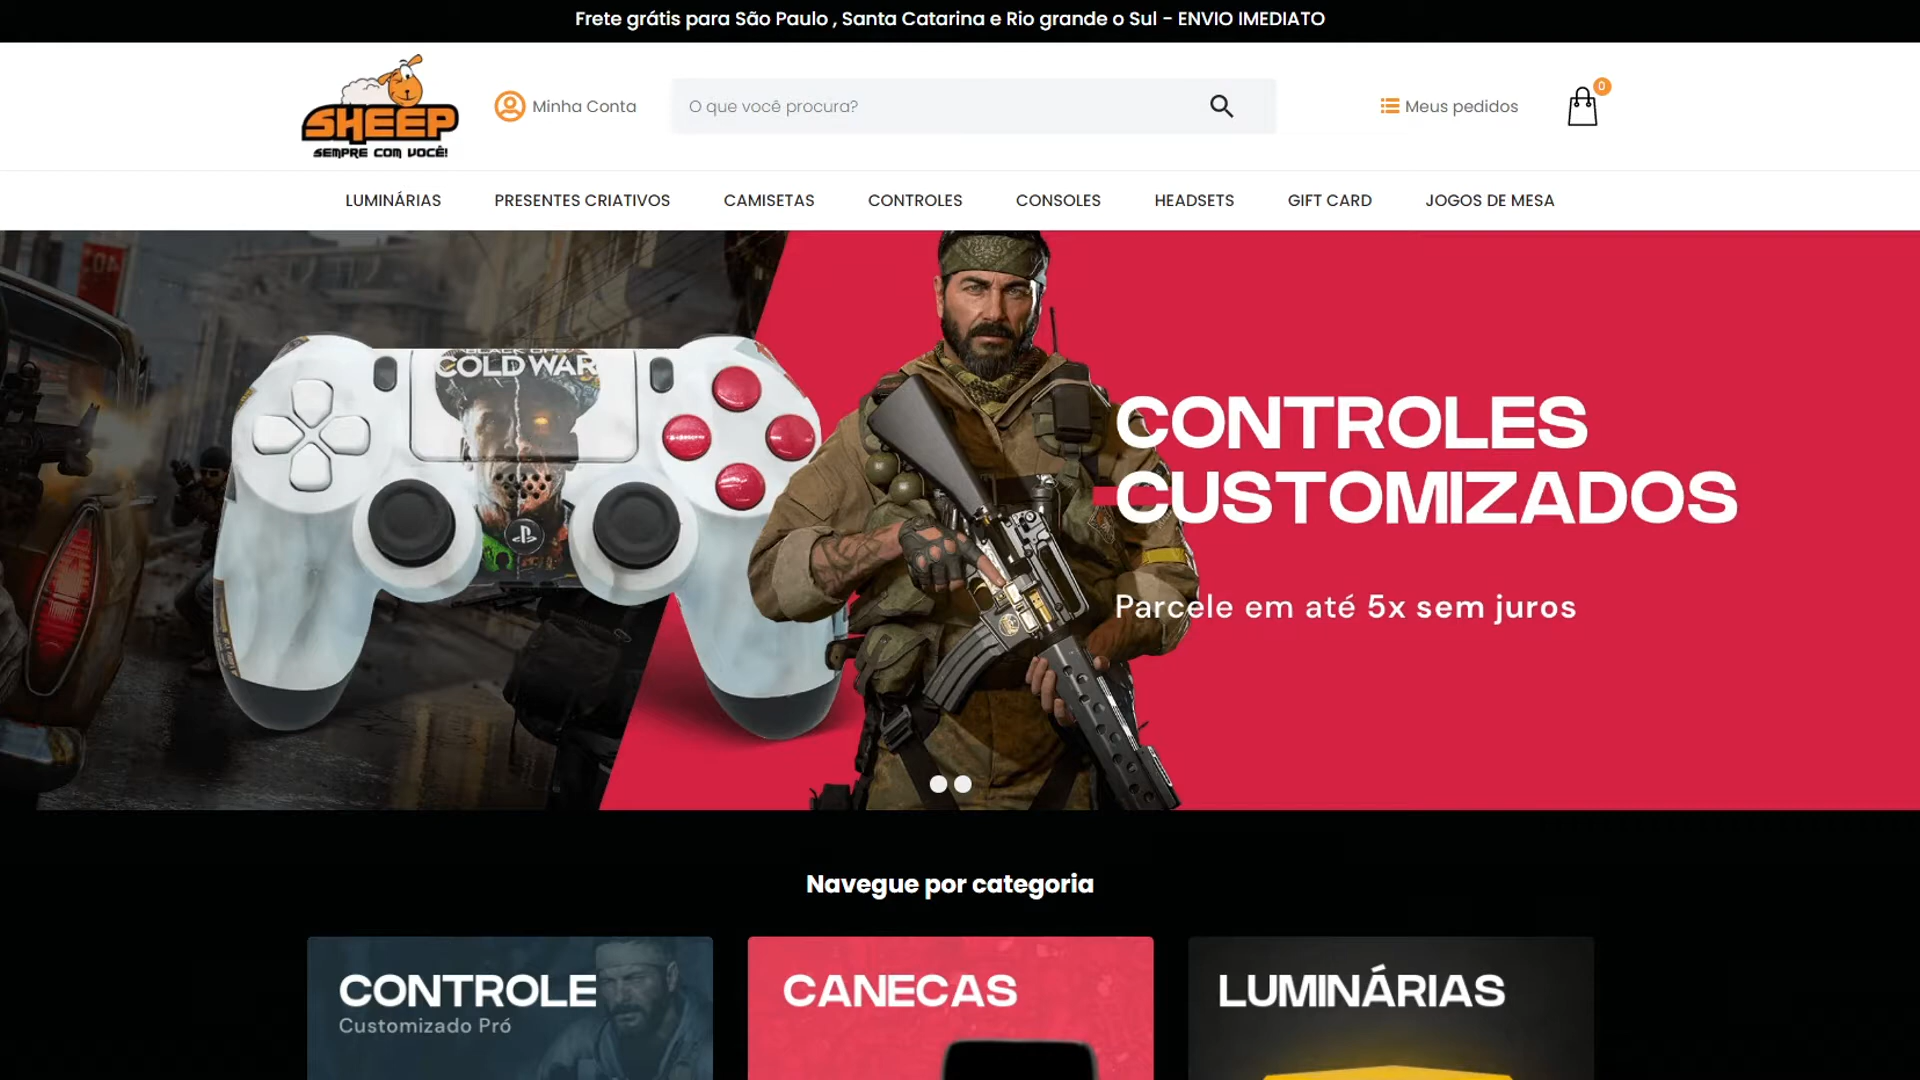 Frete grátis para São Paulo , Santa Catarina e Rio grande o Sul - ENVIO IMEDIATO
SHEEP
SEMPRE COM VOCÊ!
Minha Conta
O que você procura?
Meus pedidos
0
LUMINÁRIAS
PRESENTES CRIATIVOS
CAMISETAS
CONTROLES
CONSOLES
HEADSETS
GIFT CARD
JOGOS DE MESA
BLACK OPS
COLD WAR
CONTROLES
CUSTOMIZADOS
Parcele em até 5x sem juros
Navegue por categoria
CONTROLE
Customizado Pró
CANECAS
LUMINÁRIAS